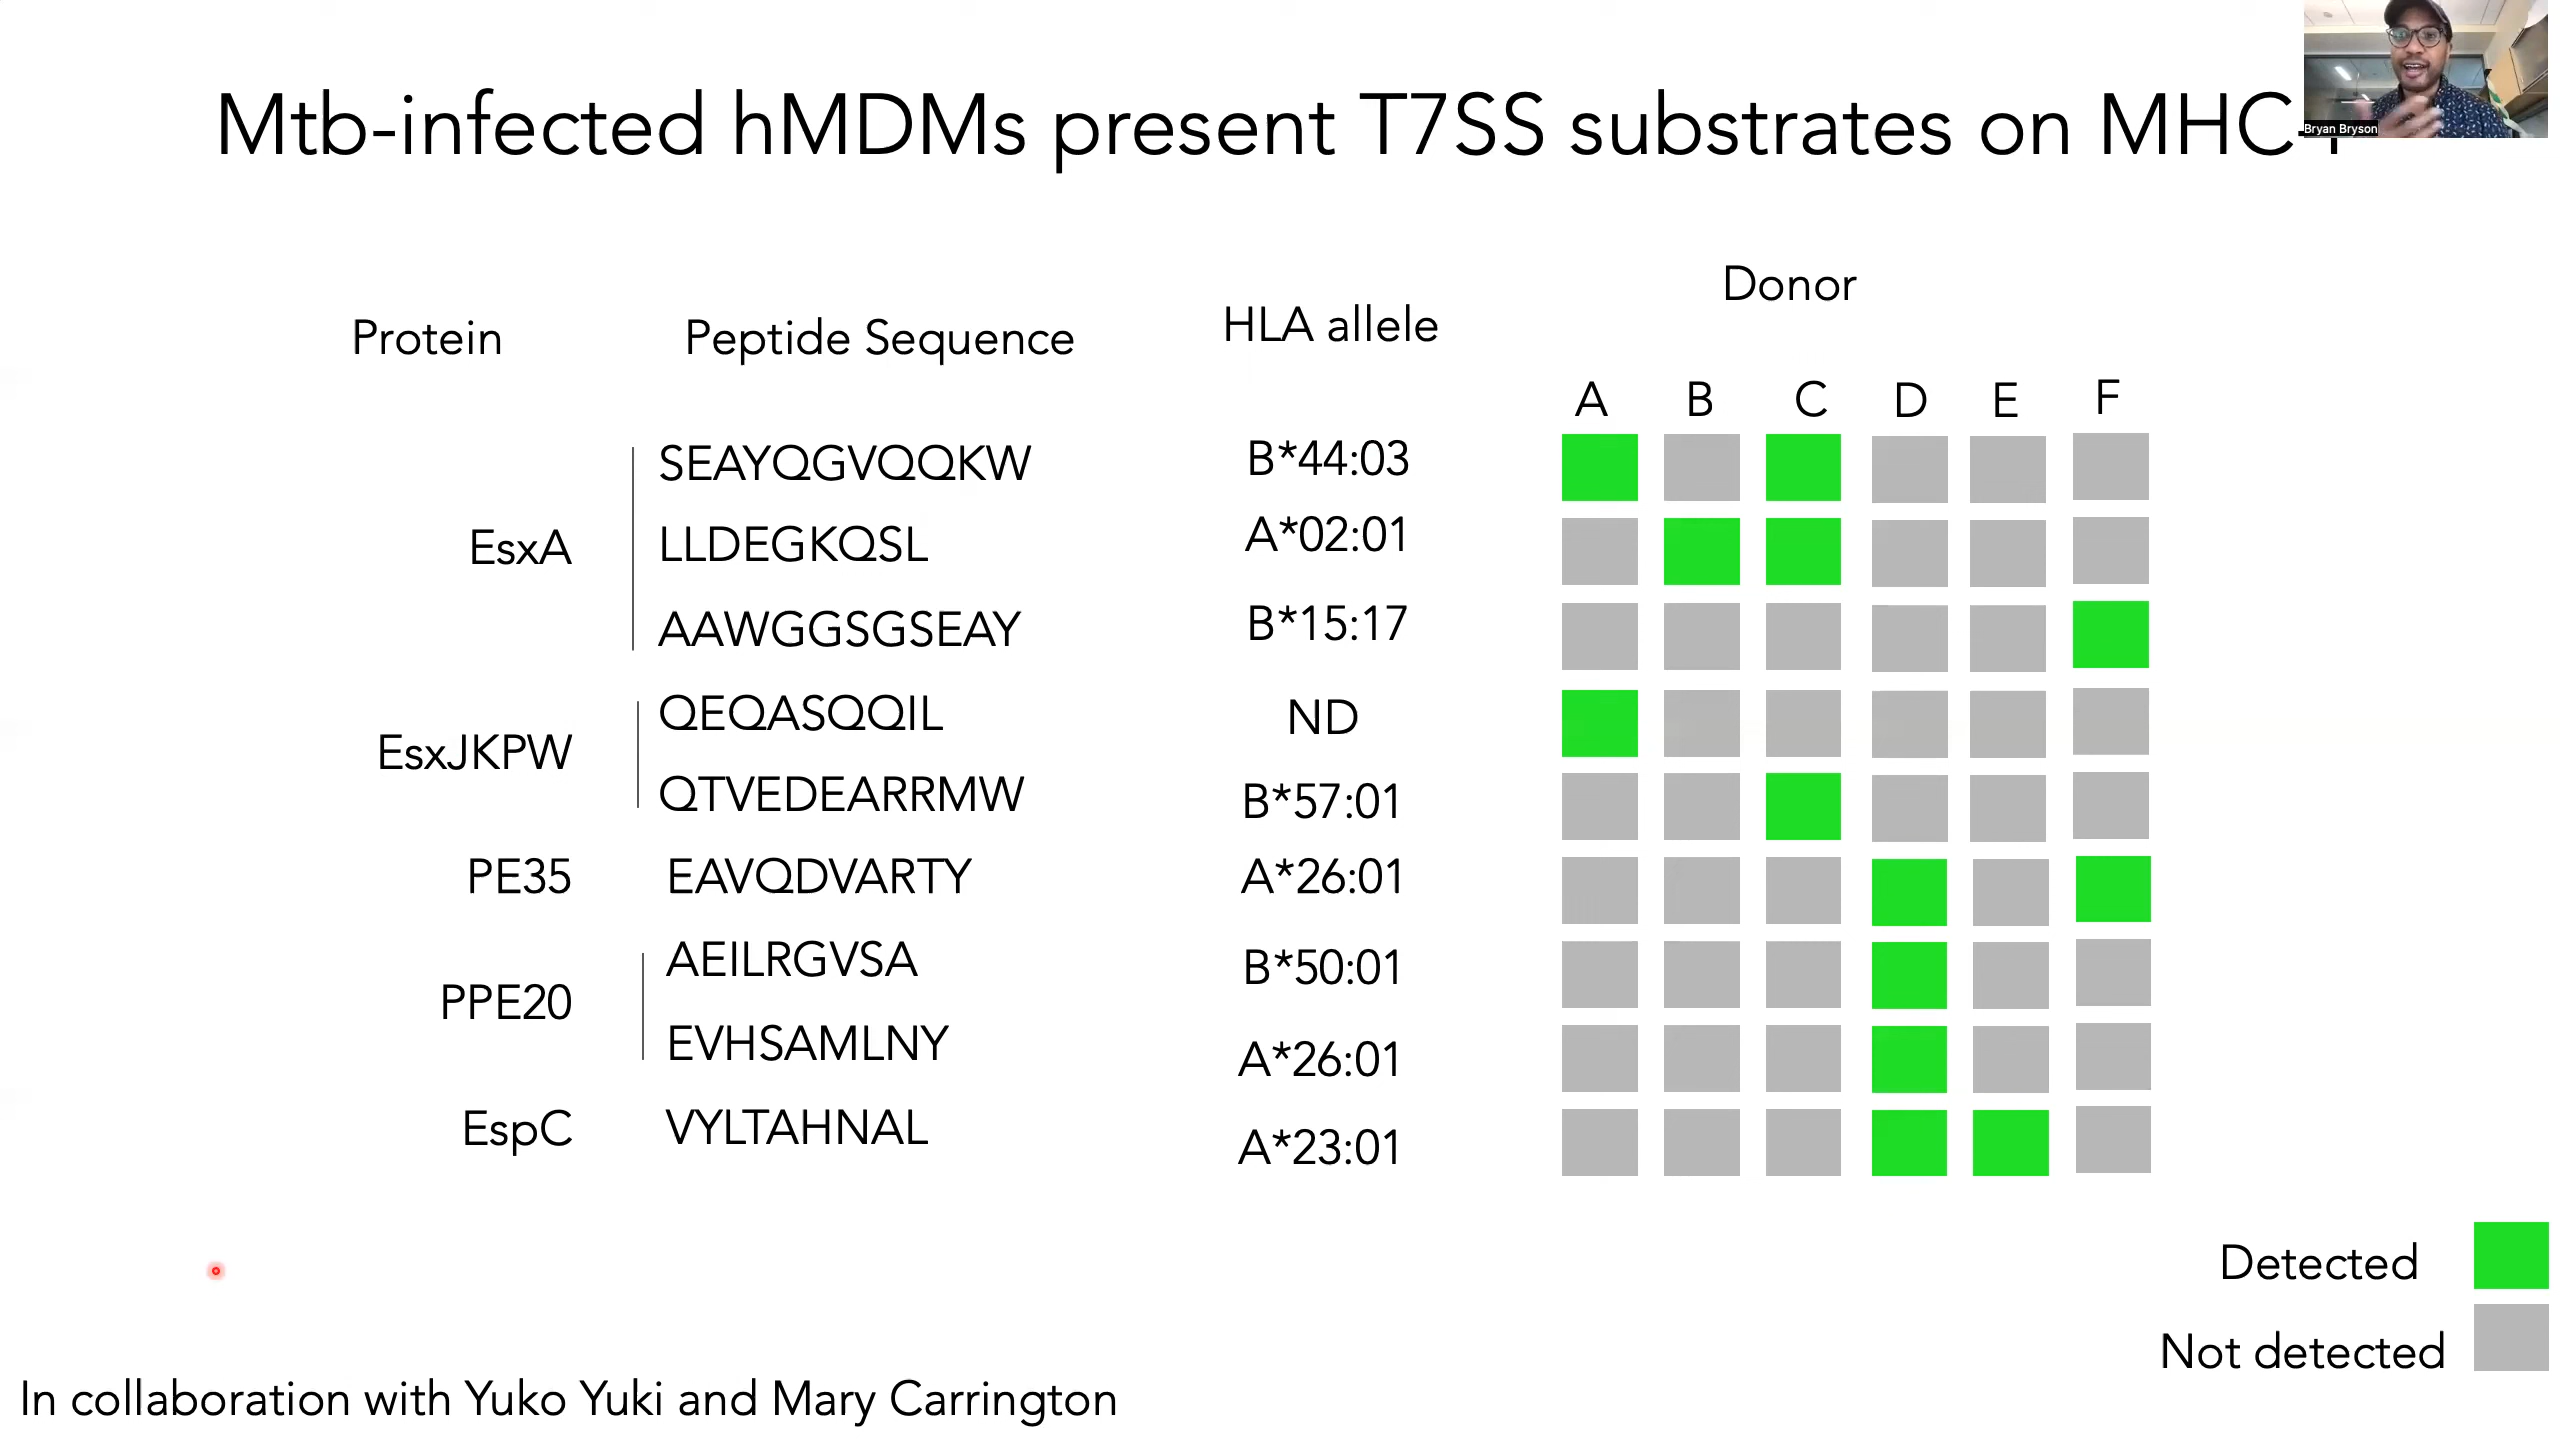 Mtb-infected hMDMs present T7SS substrates on MHC-I
Bryan Bryson
Donor
Protein Peptide Sequence HLA allele
A B C D E F
SEAYQGVQQKW B*44:03
EsxA LLDEGKQSL A*02:01
AAWGGSGSEAY B*15:17
QEQASQQIL ND
EsxJKPW
QTVEDEARRMW B*57:01
PE35 EAVQDVARTY A*26:01
AEILRGVSA B*50:01
PPE20
EVHSAMLNY A*26:01
EspC VYLTAHNAL A*23:01
Detected
Not detected
In collaboration with Yuko Yuki and Mary Carrington